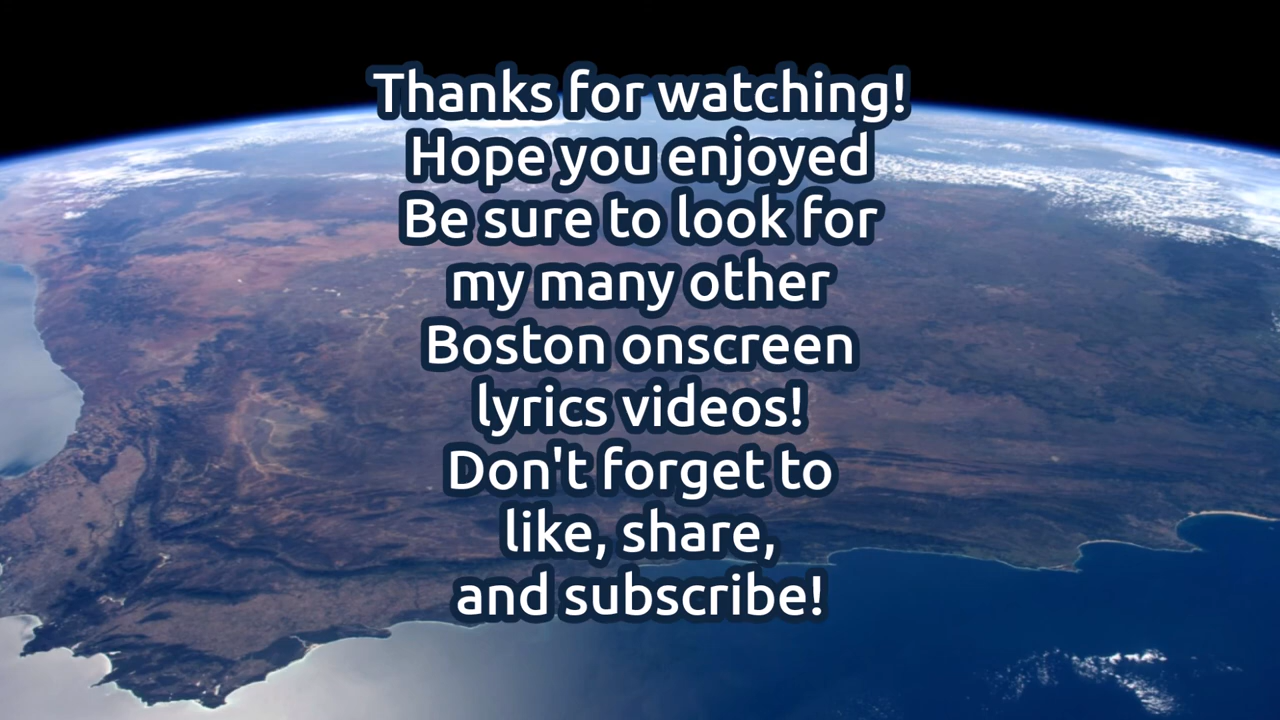 Thanks for watching!
Hope you enjoyed
Be sure to look for
my many other
Boston onscreen
lyrics videos!
Don't forget to
like, share,
and subscribe!